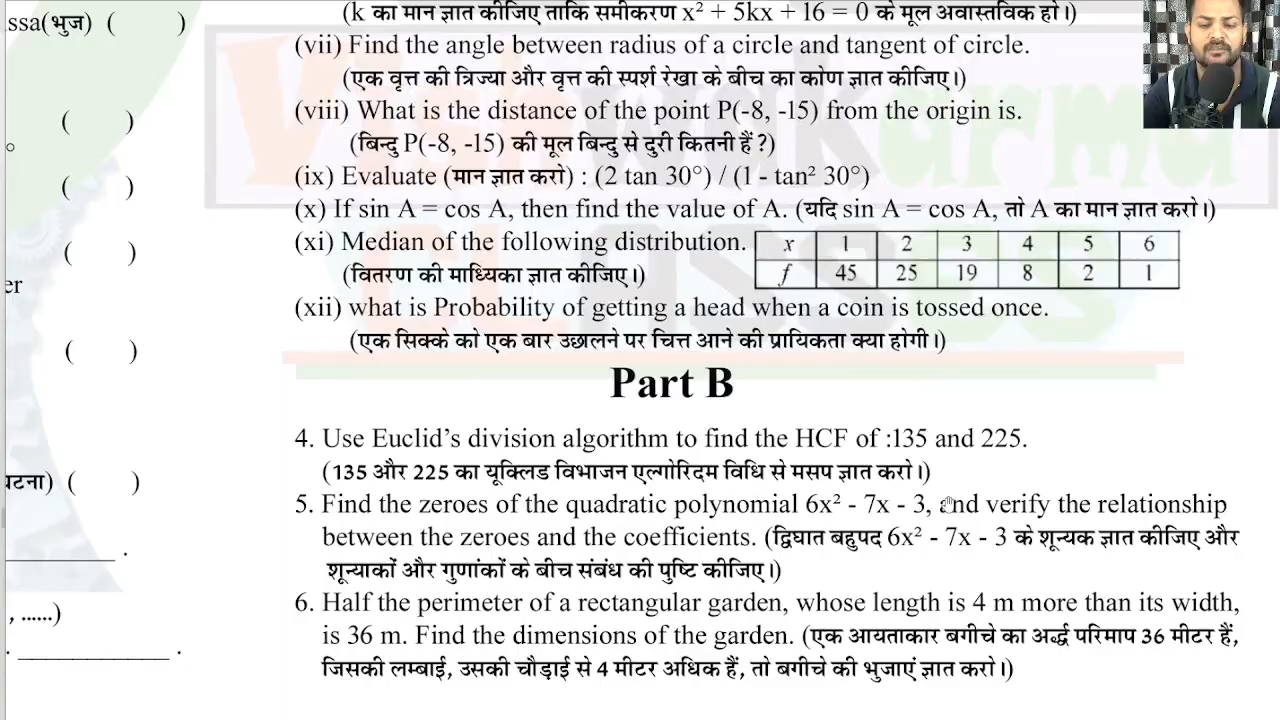 ssa(भुज) ( )
( )
°
( )
( )
er
( )
घटना) ( )
__________ .
, ......)
. ______________ .
(k का मान ज्ञात कीजिए ताकि समीकरण x² + 5kx + 16 = 0 के मूल अवास्तविक हो।)
(vii) Find the angle between radius of a circle and tangent of circle.
(एक वृत्त की त्रिज्या और वृत्त की स्पर्श रेखा के बीच का कोण ज्ञात कीजिए।)
(viii) What is the distance of the point P(-8, -15) from the origin is.
(बिन्दु P(-8, -15) की मूल बिन्दु से दुरी कितनी हैं ?)
(ix) Evaluate (मान ज्ञात करो) : (2 tan 30°) / (1 - tan² 30°)
(x) If sin A = cos A, then find the value of A. (यदि sin A = cos A, तो A का मान ज्ञात करो।)
(xi) Median of the following distribution.
(वितरण की माध्यिका ज्ञात कीजिए।)
x 1 2 3 4 5 6
f 45 25 19 8 2 1
(xii) what is Probability of getting a head when a coin is tossed once.
(एक सिक्के को एक बार उछालने पर चित्त आने की प्रायिकता क्या होगी।)
Part B
4. Use Euclid’s division algorithm to find the HCF of :135 and 225.
(135 और 225 का यूक्लिड विभाजन एल्गोरिदम विधि से मसप ज्ञात करो।)
5. Find the zeroes of the quadratic polynomial 6x² - 7x - 3, and verify the relationship
between the zeroes and the coefficients. (द्विघात बहुपद 6x² - 7x - 3 के शून्यक ज्ञात कीजिए और
शून्याकों और गुणांकों के बीच संबंध की पुष्टि कीजिए।)
6. Half the perimeter of a rectangular garden, whose length is 4 m more than its width,
is 36 m. Find the dimensions of the garden. (एक आयताकार बगीचे का अर्द्ध परिमाप 36 मीटर हैं,
जिसकी लम्बाई, उसकी चौड़ाई से 4 मीटर अधिक हैं, तो बगीचे की भुजाएं ज्ञात करो।)